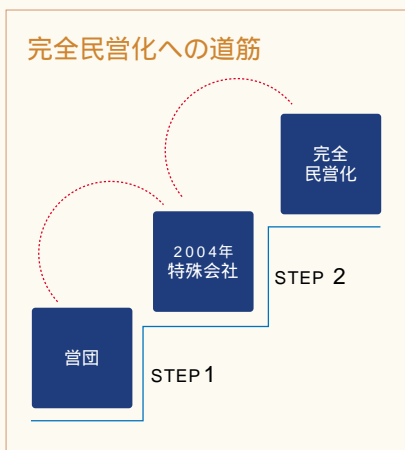 完全民営化への道筋
完全
民営化
2004年
特殊会社
STEP 2
営団
STEP 1